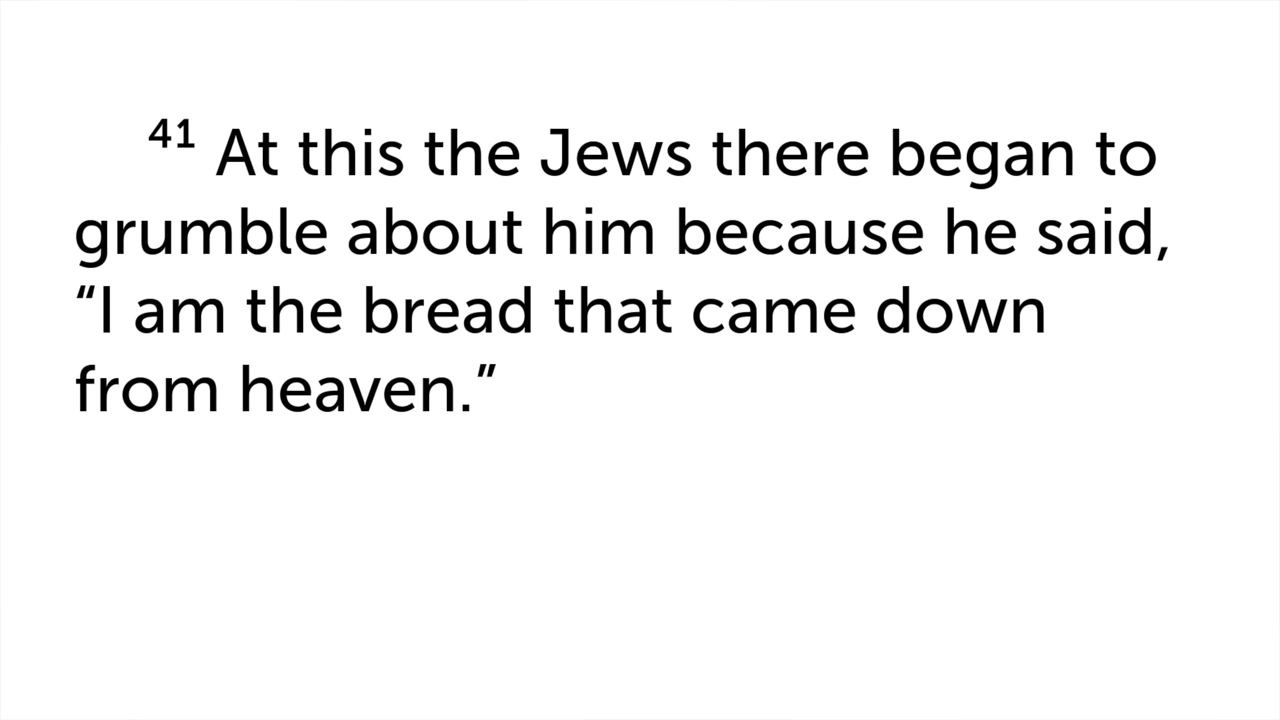 41 At this the Jews there began to
grumble about him because he said,
“I am the bread that came down
from heaven.”